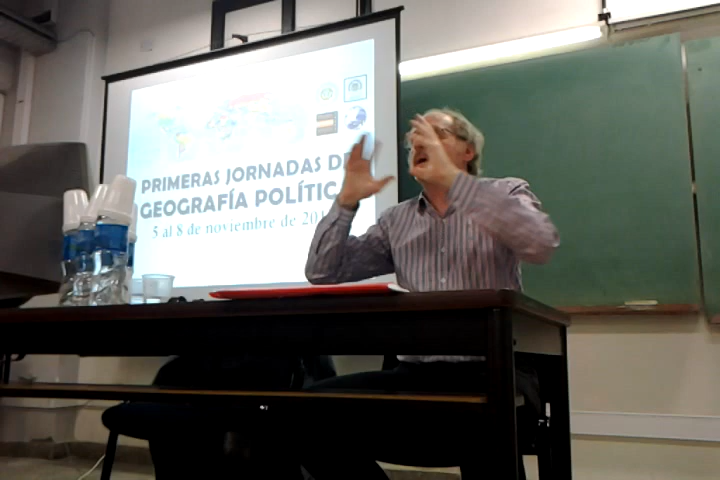 PRIMERAS JORNADAS DE
GEOGRAFÍA POLÍTICA
5 al 8 de noviembre de